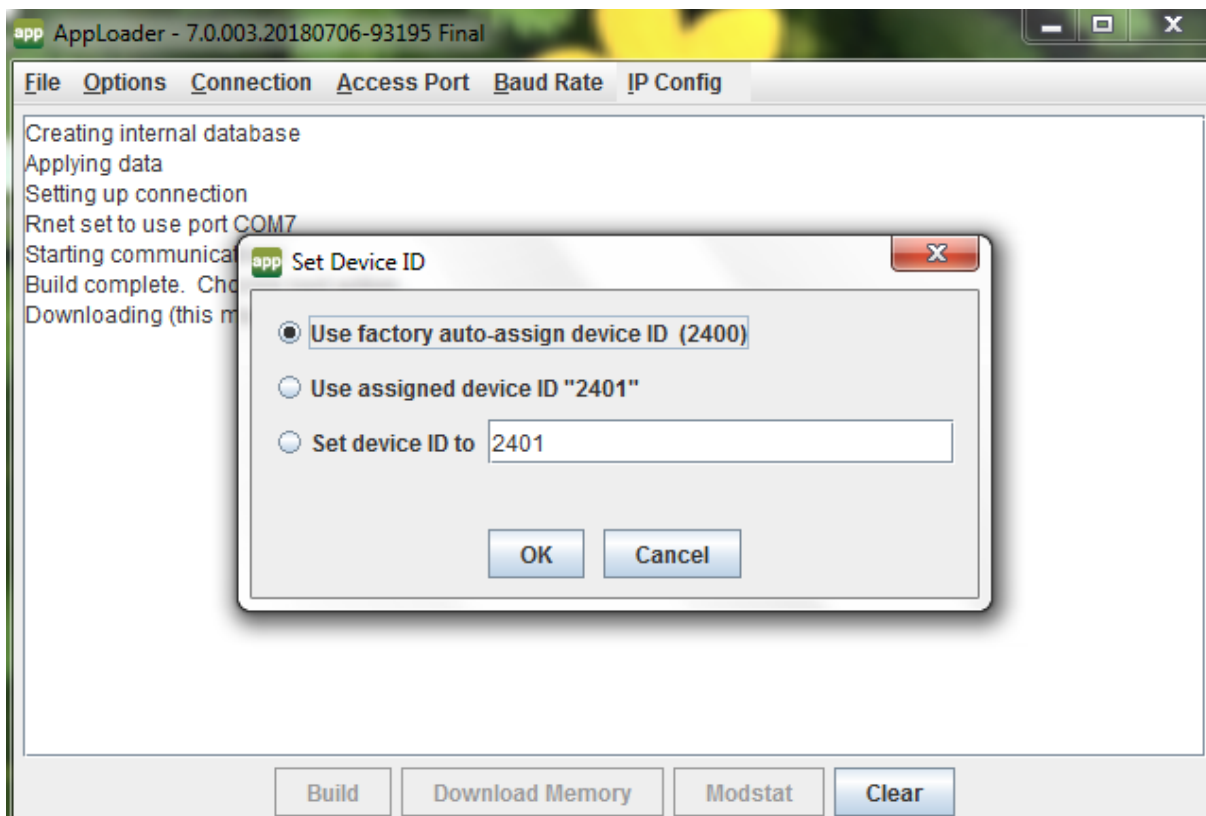 app AppLoader - 7.0.003.20180706-93195 Final
File Options Connection Access Port Baud Rate IP Config
Creating internal database
Applying data
Setting up connection
Rnet set to use port COM7
Starting
Build complete.
Downloading (this
app Set Device ID
Use factory auto-assign device ID (2400)
Use assigned device ID "2401"
Set device ID to 2401
OK Cancel
Build Download Memory Modstat Clear